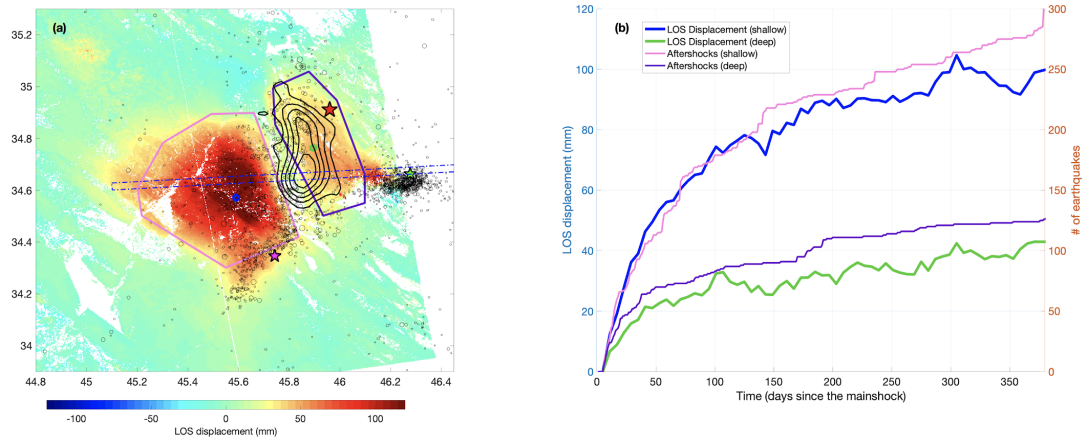 (a)
35.2
35
34.8
34.6
34.4
34.2
34
44.8 45 45.2 45.4 45.6 45.8 46 46.2 46.4
-100 -50 0 50 100
LOS displacement (mm)
(b)
LOS Displacement (shallow)
LOS Displacement (deep)
Aftershocks (shallow)
Aftershocks (deep)
120
100
80
60
40
20
0
LOS displacement (mm)
300
250
200
150
100
50
0
# of earthquakes
0 50 100 150 200 250 300 350
Time (days since the mainshock)